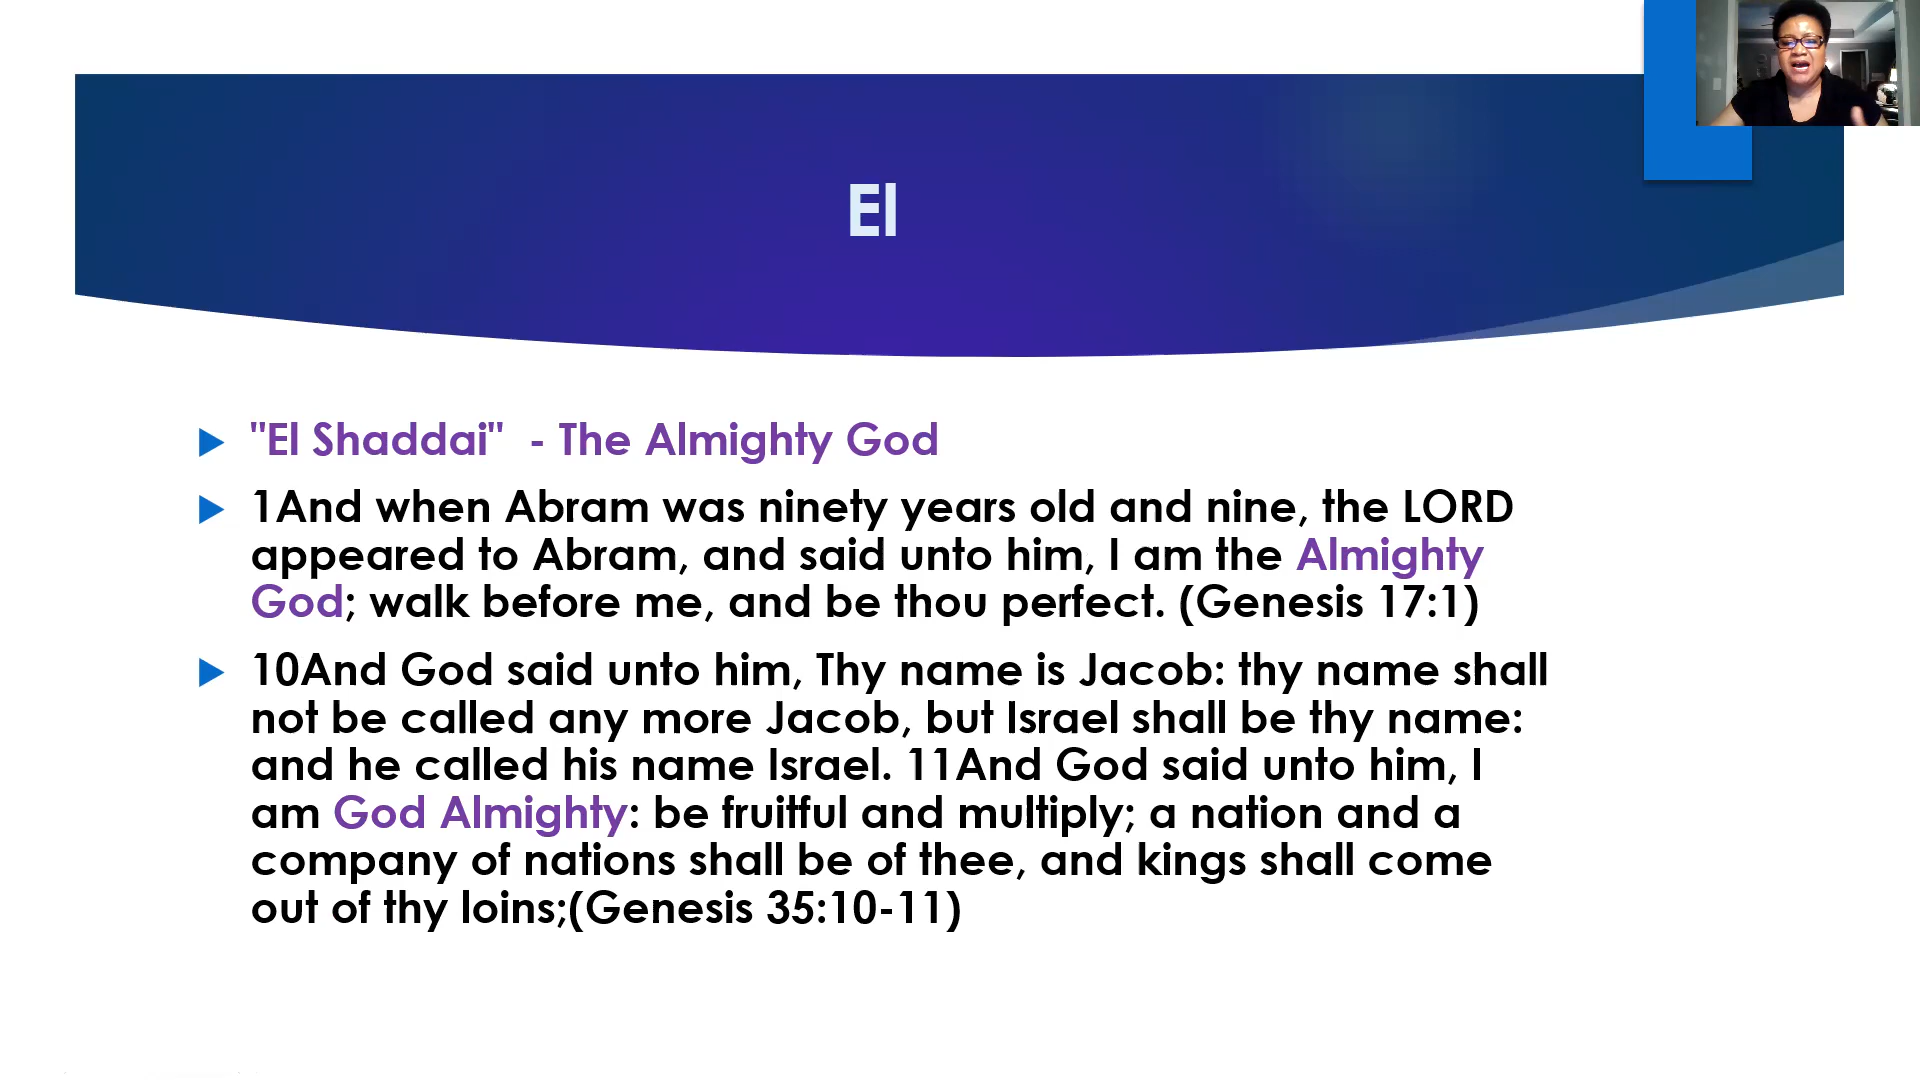 El
"El Shaddai"  - The Almighty God
1And when Abram was ninety years old and nine, the LORD
appeared to Abram, and said unto him, I am the Almighty
God; walk before me, and be thou perfect. (Genesis 17:1)
10And God said unto him, Thy name is Jacob: thy name shall
not be called any more Jacob, but Israel shall be thy name:
and he called his name Israel. 11And God said unto him, I
am God Almighty: be fruitful and multiply; a nation and a
company of nations shall be of thee, and kings shall come
out of thy loins;(Genesis 35:10-11)